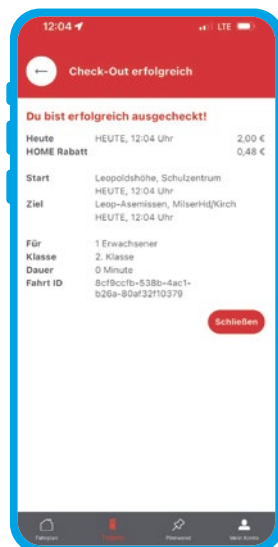 12:04
LTE
Check-Out erfolgreich
Du bist erfolgreich ausgecheckt!
Heute HEUTE, 12:04 Uhr 2,00 €
HOME Rabatt 0,48 €
Start Leopoldshöhe, Schulzentrum
HEUTE, 12:04 Uhr
Ziel Leop-Asemissen, MilserHd/Kirch
HEUTE, 12:04 Uhr
Für 1 Erwachsener
Klasse 2. Klasse
Dauer 0 Minute
Fahrt ID 8cf9ccfb-538b-4ac1-
b26a-80af32f10379
Schließen
Fahrplan Tickets Pinnwand Mein Konto